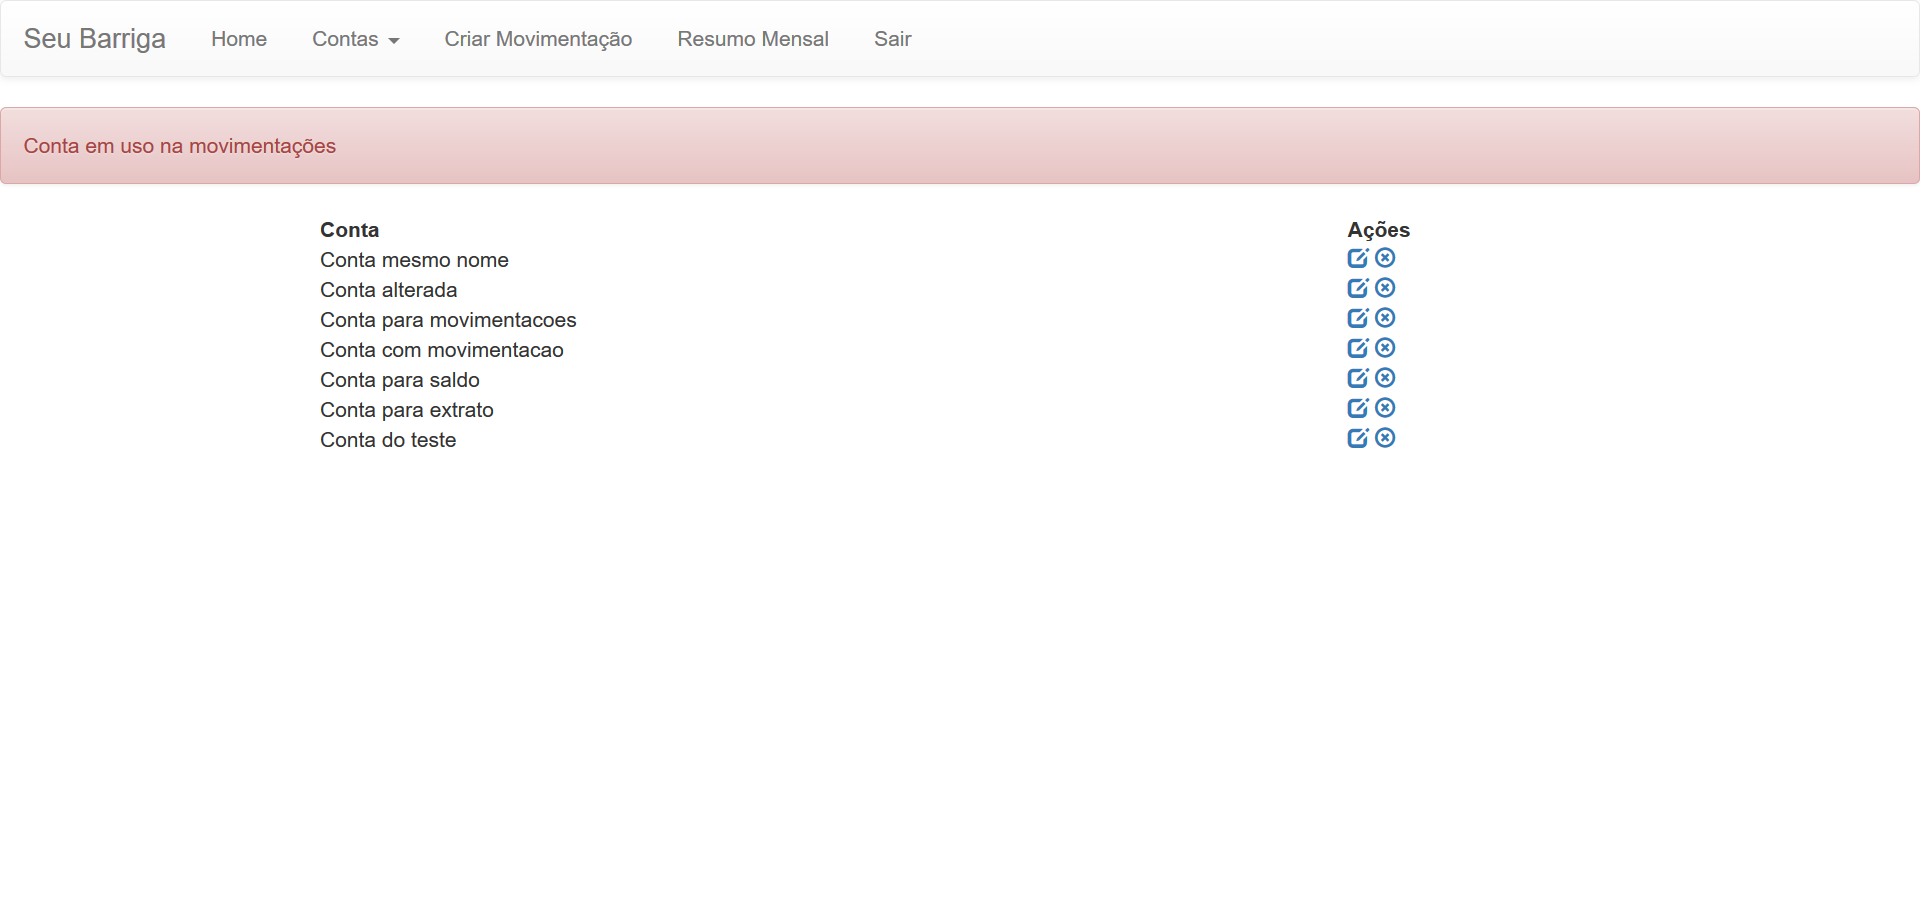 Seu Barriga Home Contas Criar Movimentação Resumo Mensal Sair
Conta em uso na movimentações
Conta Ações
Conta mesmo nome
Conta alterada
Conta para movimentacoes
Conta com movimentacao
Conta para saldo
Conta para extrato
Conta do teste